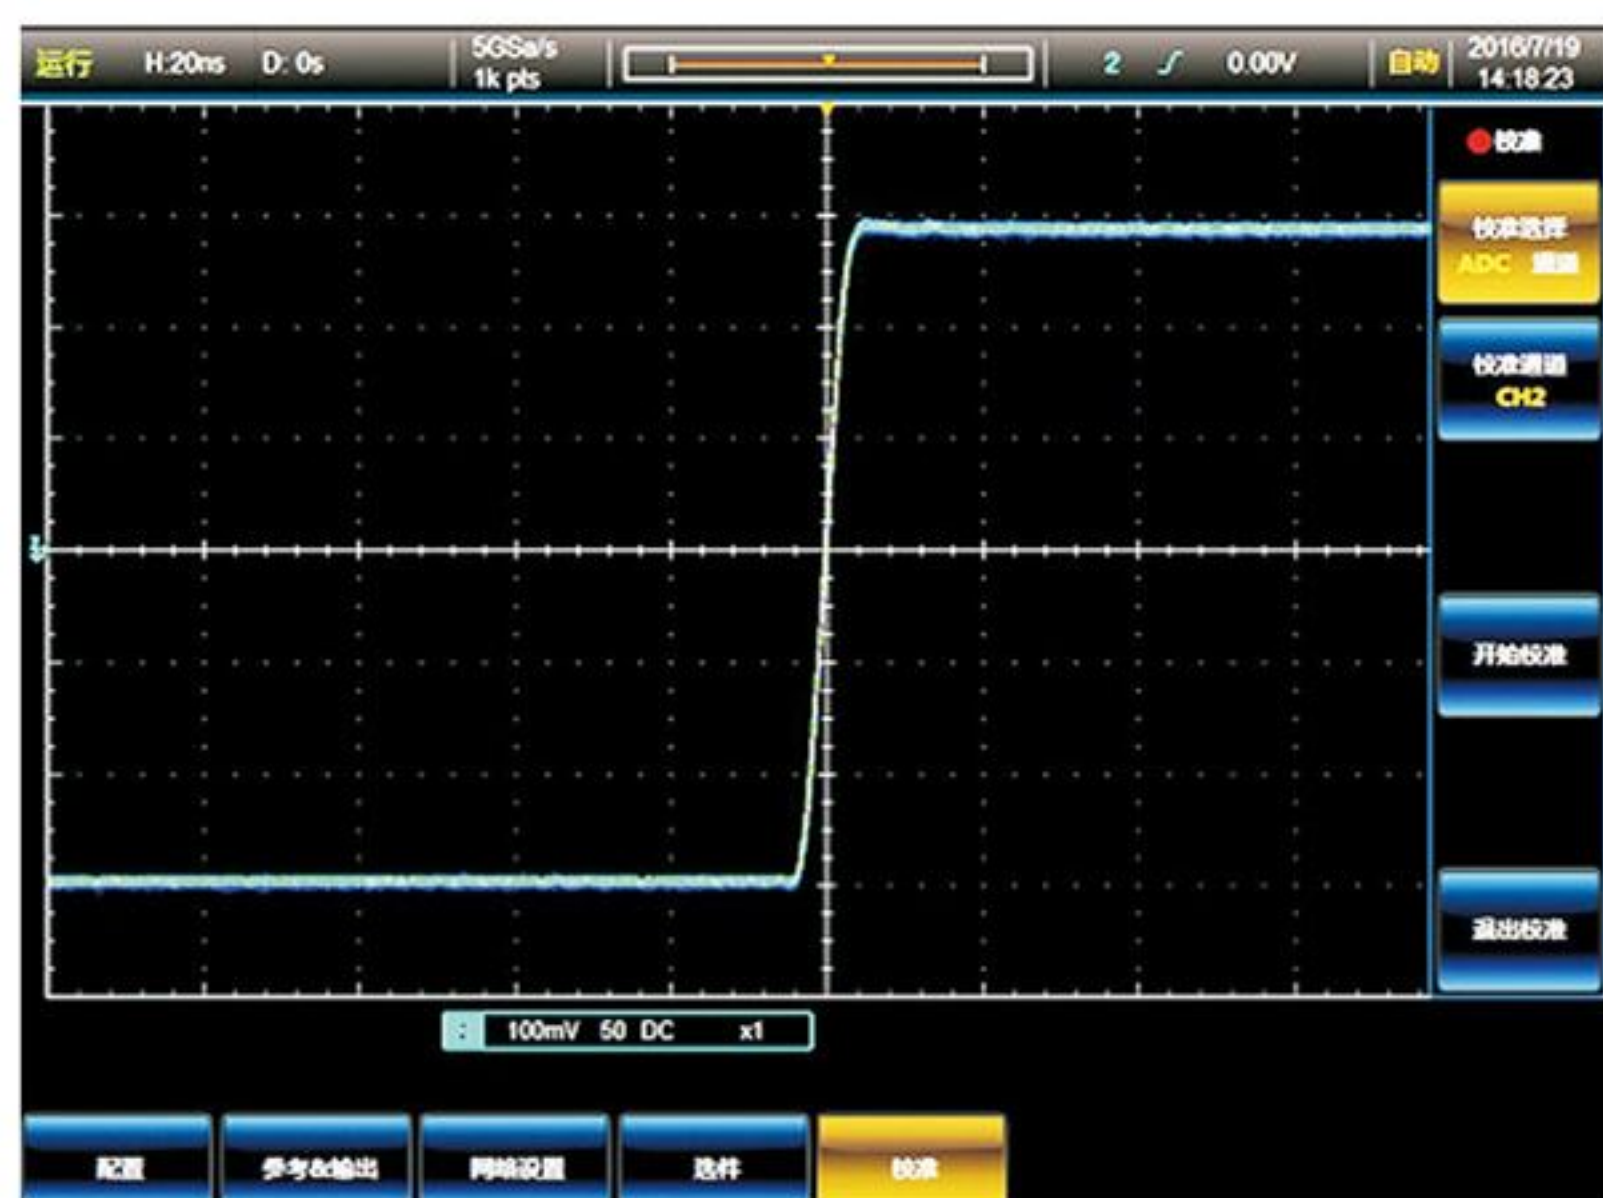 运行
H:20ns
D: 0s
5GSa/s
1k pts
2
0.00V
自动
2016/7/19
14:18:23
校准
校准选择
ADC 通道
校准通道
CH2
开始校准
退出校准
2
100mV 50 DC x1
配置
参考&输出
网络设置
选件
校准